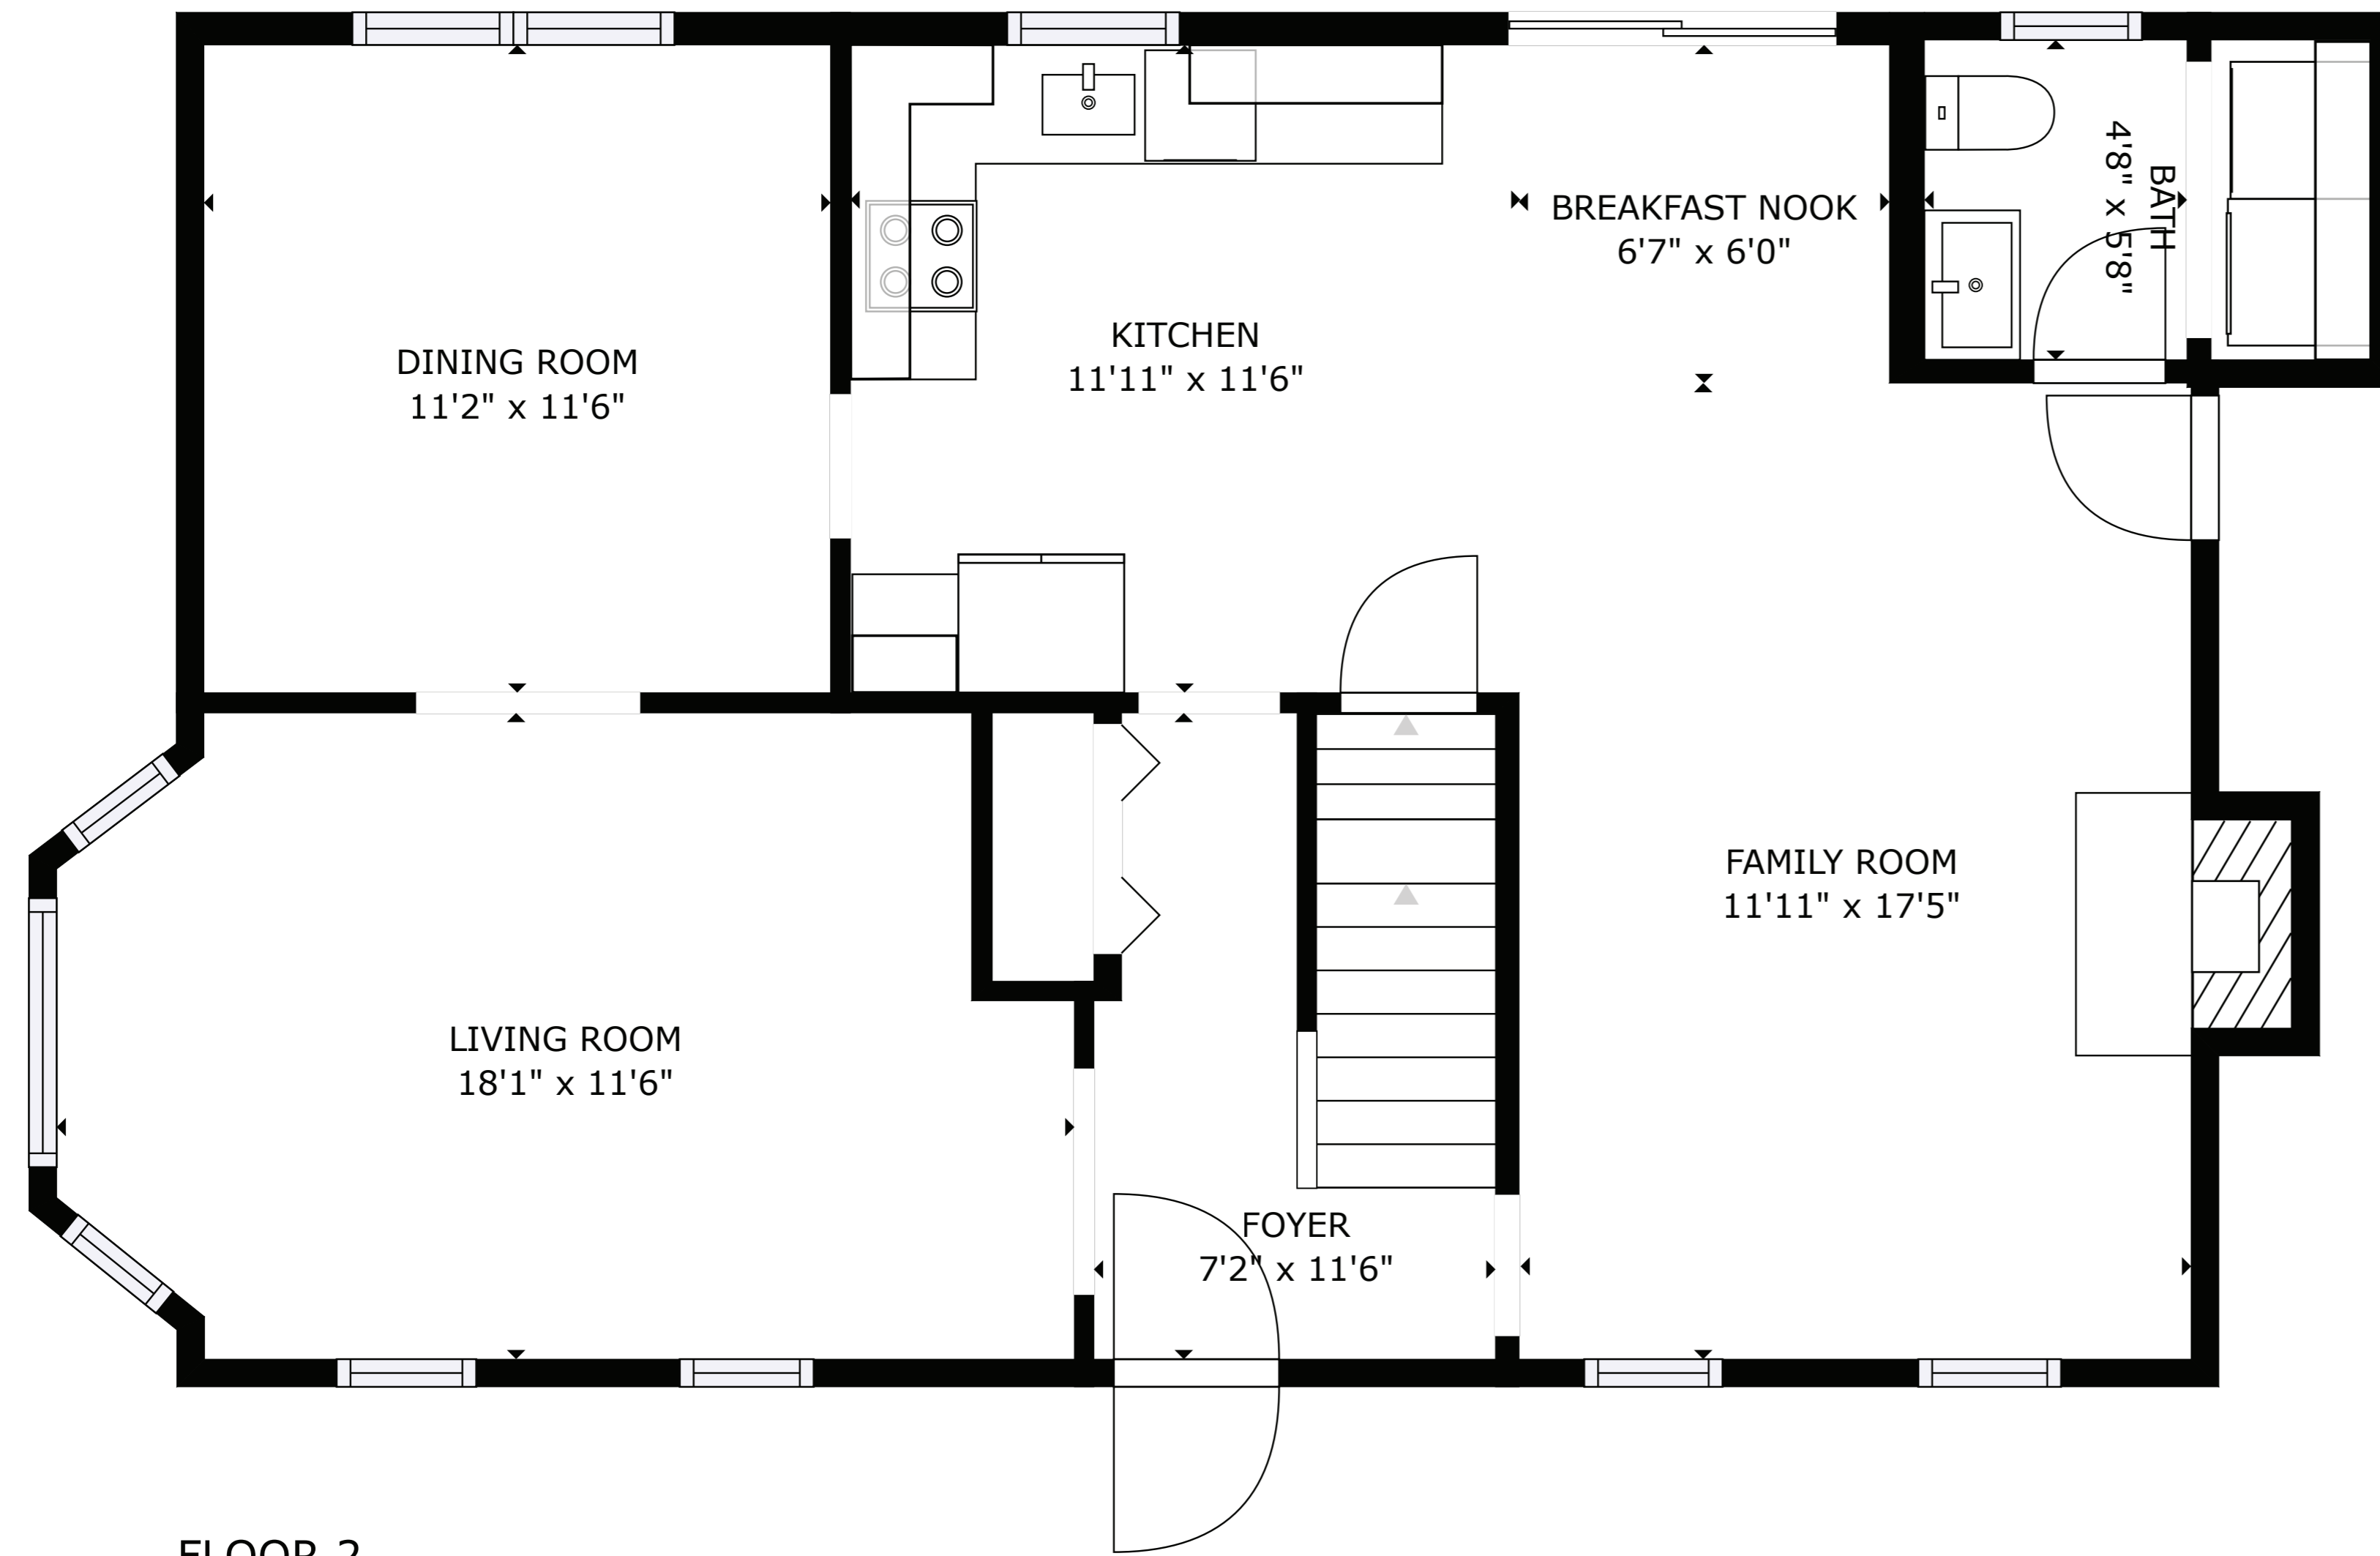 BREAKFAST NOOK
6'7" x 6'0"
BATH
4'8" x 5'8"
KITCHEN
11'11" x 11'6"
DINING ROOM
11'2" x 11'6"
FAMILY ROOM
11'11" x 17'5"
LIVING ROOM
18'1" x 11'6"
FOYER
7'2" x 11'6"
FLOOR 2